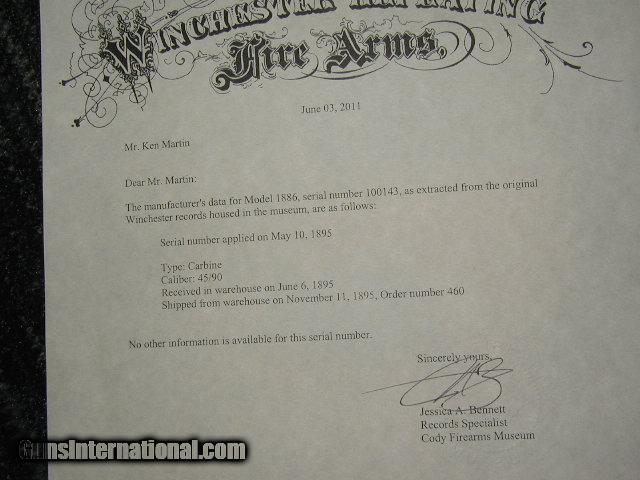 WINCHESTER REPEATING
Fire Arms,
June 03, 2011
Mr. Ken Martin
Dear Mr. Martin:
The manufacturer's data for Model 1886, serial number 100143, as extracted from the original
Winchester records housed in the museum, are as follows:
Serial number applied on May 10, 1895
Type: Carbine
Caliber: 45/90
Received in warehouse on June 6, 1895
Shipped from warehouse on November 11, 1895, Order number 460
No other information is available for this serial number.
Sincerely yours,
Jessica A. Bennett
Records Specialist
Cody Firearms Museum
GunsInternational.com